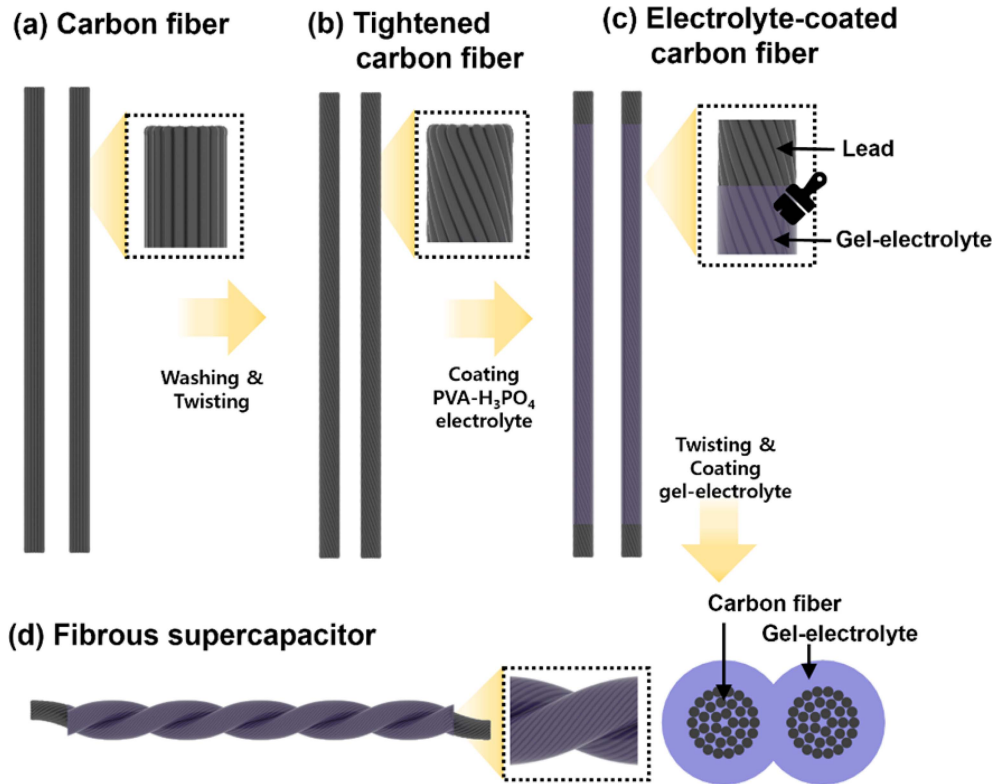 (a) Carbon fiber
(b) Tightened
carbon fiber
(c) Electrolyte-coated
carbon fiber
Lead
Gel-electrolyte
Washing &
Twisting
Coating
PVA-H₃PO₄
electrolyte
Twisting &
Coating
gel-electrolyte
Carbon fiber
Gel-electrolyte
(d) Fibrous supercapacitor